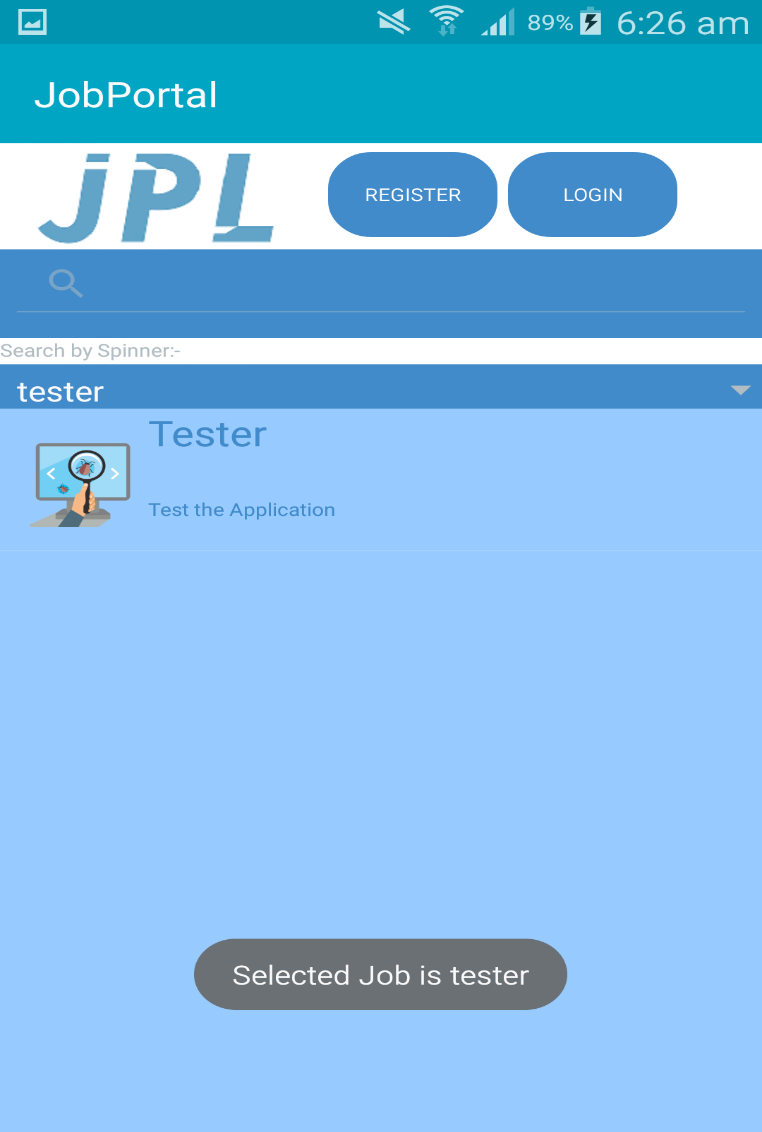 89% 6:26 am
JobPortal
JPL REGISTER LOGIN
Search by Spinner:-
tester
Tester
Test the Application
Selected Job is tester